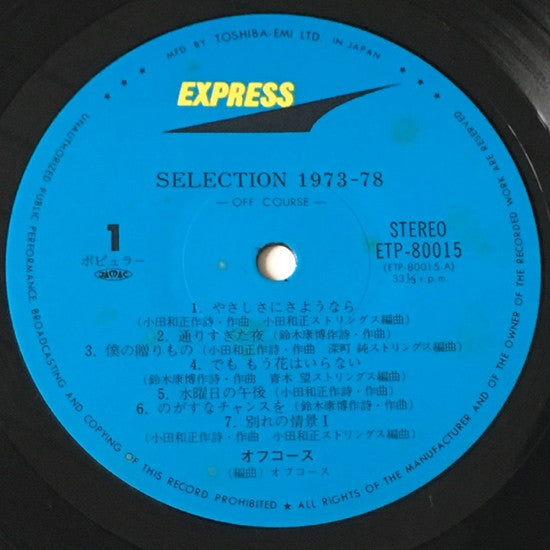 MFD BY TOSHIBA-EMI LTD. IN JAPAN
EXPRESS
SELECTION 1973-78
— OFF COURSE —
1
ポピュラー
JASRAC
STEREO
ETP-80015
(ETP-80015-A)
33⅓ r.p.m.
1. やさしさにさようなら
(小田和正作詩・作曲 小田和正ストリングス編曲)
2. 通りすぎた夜 (鈴木康博作詩・作曲)
3. 僕の贈りもの (小田和正作詩・作曲 深町 純ストリングス編曲)
4. でも もう花はいらない
(鈴木康博作詩・作曲 青木 望ストリングス編曲)
5. 水曜日の午後 (小田和正作詩・作曲)
6. のがすなチャンスを (鈴木康博作詩・作曲)
7. 別れの情景 I
(小田和正作詩・作曲 小田和正ストリングス編曲)
オフコース
(編曲) オフコース
UNAUTHORIZED PUBLIC PERFORMANCE, BROADCASTING AND COPYING OF THIS RECORD PROHIBITED ★ ALL RIGHTS OF THE MANUFACTURER AND OF THE OWNER OF THE RECORDED WORK ARE RESERVED